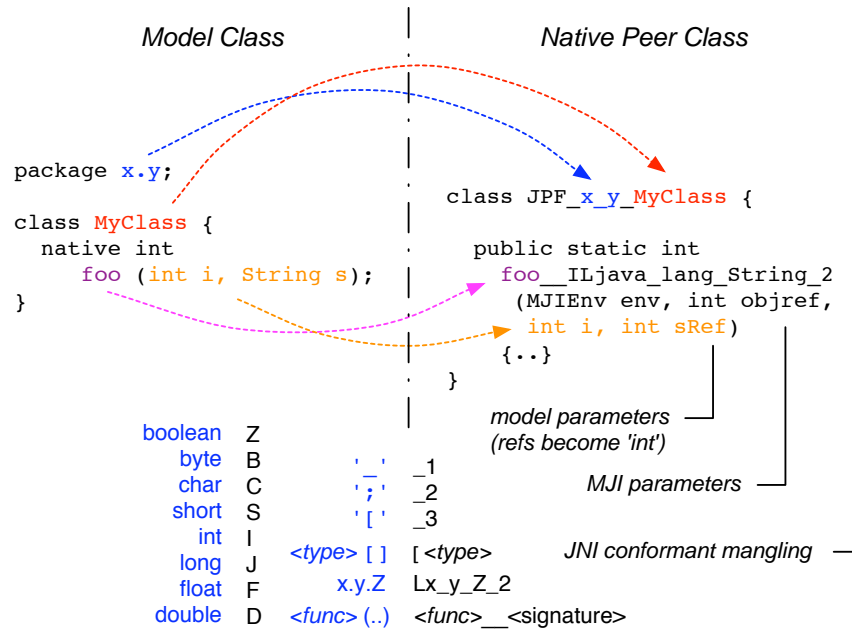 Model Class
Native Peer Class
package x.y;
class MyClass {
native int
foo (int i, String s);
}
class JPF_x_y_MyClass {
public static int
foo__ILjava_lang_String_2
(MJIEnv env, int objref,
int i, int sRef)
{..}
}
model parameters
(refs become 'int')
MJI parameters
JNI conformant mangling
boolean Z
byte B
char C
short S
int I
long J
float F
double D
'_' _1
';' _2
'[' _3
<type> [ ] [ <type>
x.y.Z Lx_y_Z_2
<func> (..) <func>__<signature>